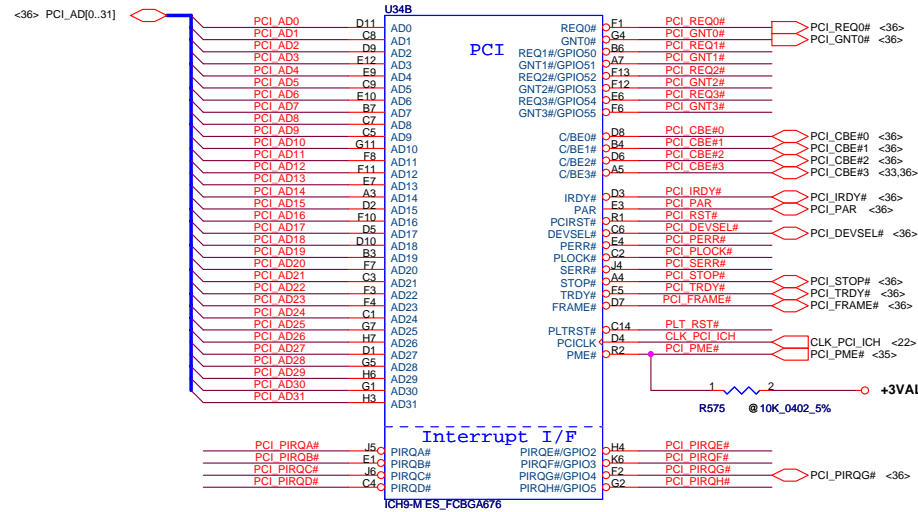 <36> PCI_AD[0..31]
U34B
PCI
PCI_AD0 D11 AD0
PCI_AD1 C8 AD1
PCI_AD2 D9 AD2
PCI_AD3 E12 AD3
PCI_AD4 E9 AD4
PCI_AD5 C9 AD5
PCI_AD6 E10 AD6
PCI_AD7 B7 AD7
PCI_AD8 C7 AD8
PCI_AD9 C5 AD9
PCI_AD10 G11 AD10
PCI_AD11 F8 AD11
PCI_AD12 F11 AD12
PCI_AD13 E7 AD13
PCI_AD14 A3 AD14
PCI_AD15 D2 AD15
PCI_AD16 F10 AD16
PCI_AD17 D5 AD17
PCI_AD18 D10 AD18
PCI_AD19 B3 AD19
PCI_AD20 F7 AD20
PCI_AD21 C3 AD21
PCI_AD22 F3 AD22
PCI_AD23 F4 AD23
PCI_AD24 C1 AD24
PCI_AD25 G7 AD25
PCI_AD26 H7 AD26
PCI_AD27 D1 AD27
PCI_AD28 G5 AD28
PCI_AD29 H6 AD29
PCI_AD30 G1 AD30
PCI_AD31 H3 AD31
REQ0# F1 PCI_REQ0# PCI_REQ0# <36>
GNT0# G4 PCI_GNT0# PCI_GNT0# <36>
REQ1#/GPIO50 B6 PCI_REQ1#
GNT1#/GPIO51 A7 PCI_GNT1#
REQ2#/GPIO52 F13 PCI_REQ2#
GNT2#/GPIO53 F12 PCI_GNT2#
REQ3#/GPIO54 E6 PCI_REQ3#
GNT3#/GPIO55 F6 PCI_GNT3#
C/BE0# D8 PCI_CBE#0 PCI_CBE#0 <36>
C/BE1# B4 PCI_CBE#1 PCI_CBE#1 <36>
C/BE2# D6 PCI_CBE#2 PCI_CBE#2 <36>
C/BE3# A5 PCI_CBE#3 PCI_CBE#3 <33,36>
IRDY# D3 PCI_IRDY# PCI_IRDY# <36>
PAR E3 PCI_PAR PCI_PAR <36>
PCIRST# R1 PCI_RST#
DEVSEL# C6 PCI_DEVSEL# PCI_DEVSEL# <36>
PERR# E4 PCI_PERR#
PLOCK# C2 PCI_PLOCK#
SERR# J4 PCI_SERR#
STOP# A4 PCI_STOP# PCI_STOP# <36>
TRDY# F5 PCI_TRDY# PCI_TRDY# <36>
FRAME# D7 PCI_FRAME# PCI_FRAME# <36>
PLTRST# C14 PLT_RST#
PCICLK D4 CLK_PCI_ICH CLK_PCI_ICH <22>
PME# R2 PCI_PME# PCI_PME# <35>
1 2 +3VAL
R575 @10K_0402_5%
Interrupt I/F
PCI_PIRQA# J5 PIRQA#
PCI_PIRQB# E1 PIRQB#
PCI_PIRQC# J6 PIRQC#
PCI_PIRQD# C4 PIRQD#
PIRQE#/GPIO2 H4 PCI_PIRQE#
PIRQF#/GPIO3 K6 PCI_PIRQF#
PIRQG#/GPIO4 F2 PCI_PIRQG# PCI_PIRQG# <36>
PIRQH#/GPIO5 G2 PCI_PIRQH#
ICH9-M ES_FCBGA676